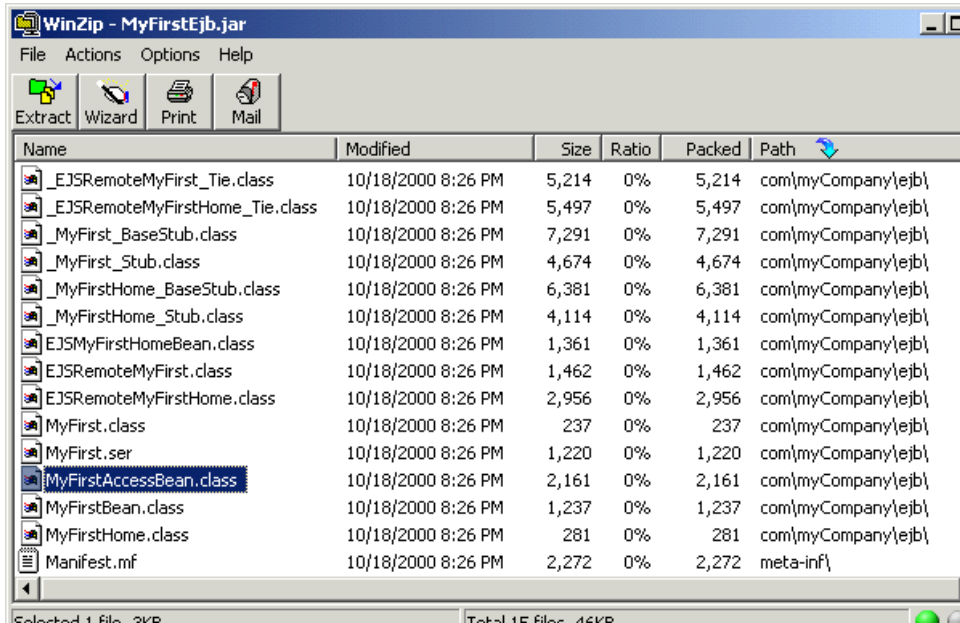 WinZip - MyFirstEjb.jar
File Actions Options Help
Extract Wizard Print Mail
Name Modified Size Ratio Packed Path
_EJSRemoteMyFirst_Tie.class 10/18/2000 8:26 PM 5,214 0% 5,214 com\myCompany\ejb\
_EJSRemoteMyFirstHome_Tie.class 10/18/2000 8:26 PM 5,497 0% 5,497 com\myCompany\ejb\
_MyFirst_BaseStub.class 10/18/2000 8:26 PM 7,291 0% 7,291 com\myCompany\ejb\
_MyFirst_Stub.class 10/18/2000 8:26 PM 4,674 0% 4,674 com\myCompany\ejb\
_MyFirstHome_BaseStub.class 10/18/2000 8:26 PM 6,381 0% 6,381 com\myCompany\ejb\
_MyFirstHome_Stub.class 10/18/2000 8:26 PM 4,114 0% 4,114 com\myCompany\ejb\
EJSMyFirstHomeBean.class 10/18/2000 8:26 PM 1,361 0% 1,361 com\myCompany\ejb\
EJSRemoteMyFirst.class 10/18/2000 8:26 PM 1,462 0% 1,462 com\myCompany\ejb\
EJSRemoteMyFirstHome.class 10/18/2000 8:26 PM 2,956 0% 2,956 com\myCompany\ejb\
MyFirst.class 10/18/2000 8:26 PM 237 0% 237 com\myCompany\ejb\
MyFirst.ser 10/18/2000 8:26 PM 1,220 0% 1,220 com\myCompany\ejb\
MyFirstAccessBean.class 10/18/2000 8:26 PM 2,161 0% 2,161 com\myCompany\ejb\
MyFirstBean.class 10/18/2000 8:26 PM 1,237 0% 1,237 com\myCompany\ejb\
MyFirstHome.class 10/18/2000 8:26 PM 281 0% 281 com\myCompany\ejb\
Manifest.mf 10/18/2000 8:26 PM 2,272 0% 2,272 meta-inf\
Selected 1 file, 3KB Total 15 files, 46KB